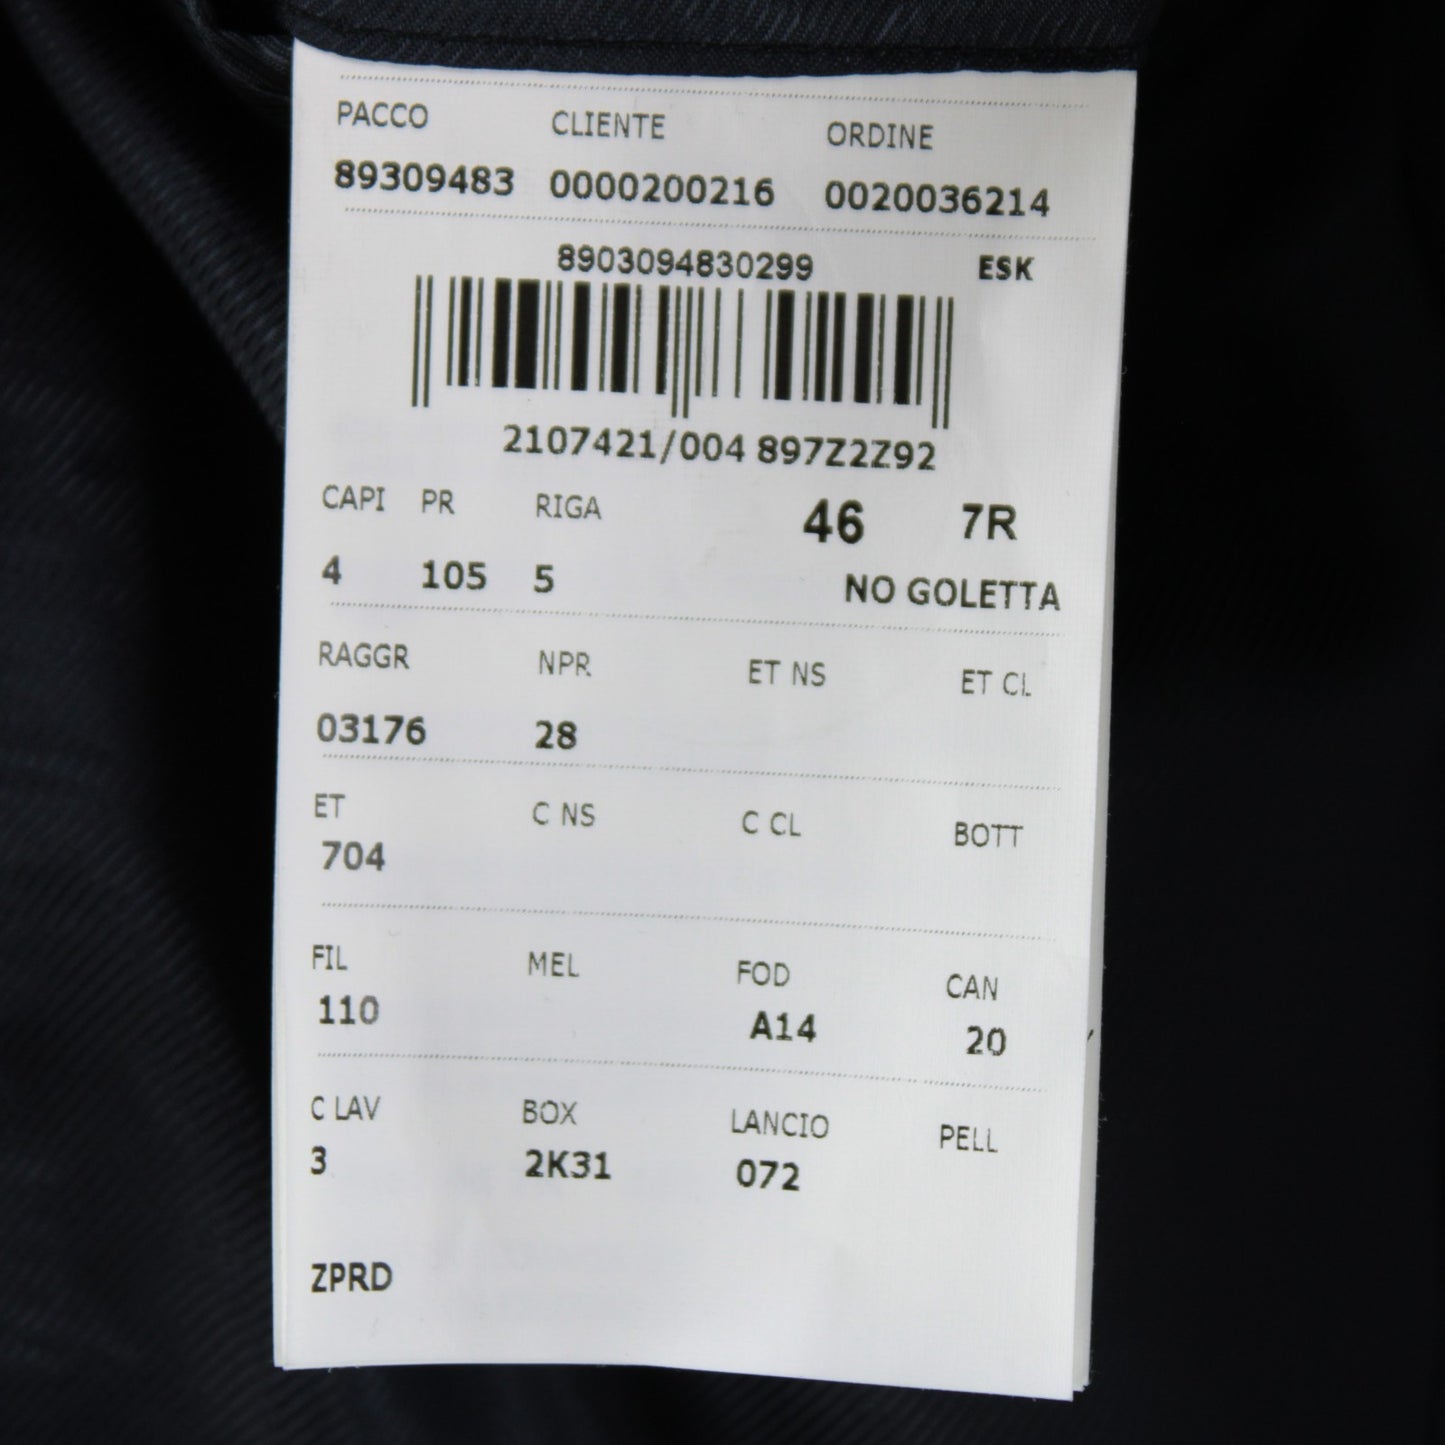 PACCO CLIENTE ORDINE
89309483 0000200216 0020036214
8903094830299 ESK
2107421/004 897Z2Z92
CAPI PR RIGA 46 7R
4 105 5 NO GOLETTA
RAGGR NPR ET NS ET CL
03176 28
ET C NS C CL BOTT
704
FIL MEL FOD CAN
110 A14 20
C LAV BOX LANCIO PELL
3 2K31 072
ZPRD